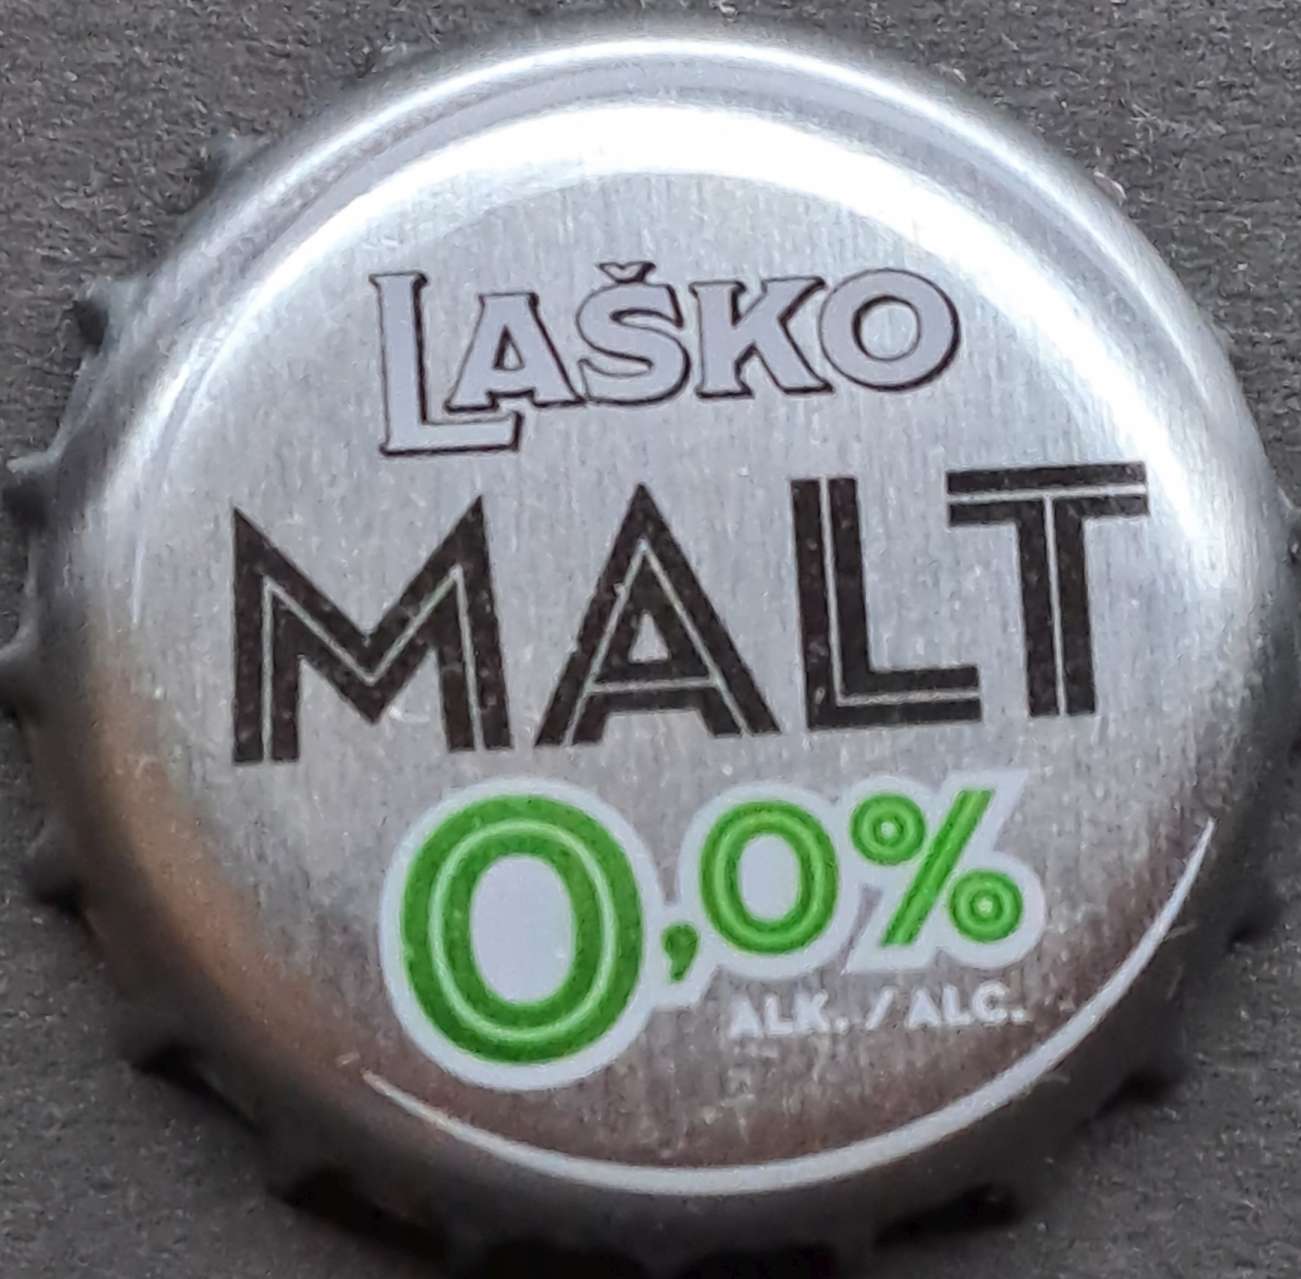 LAŠKO
MALT
0,0%
ALK. / ALC.